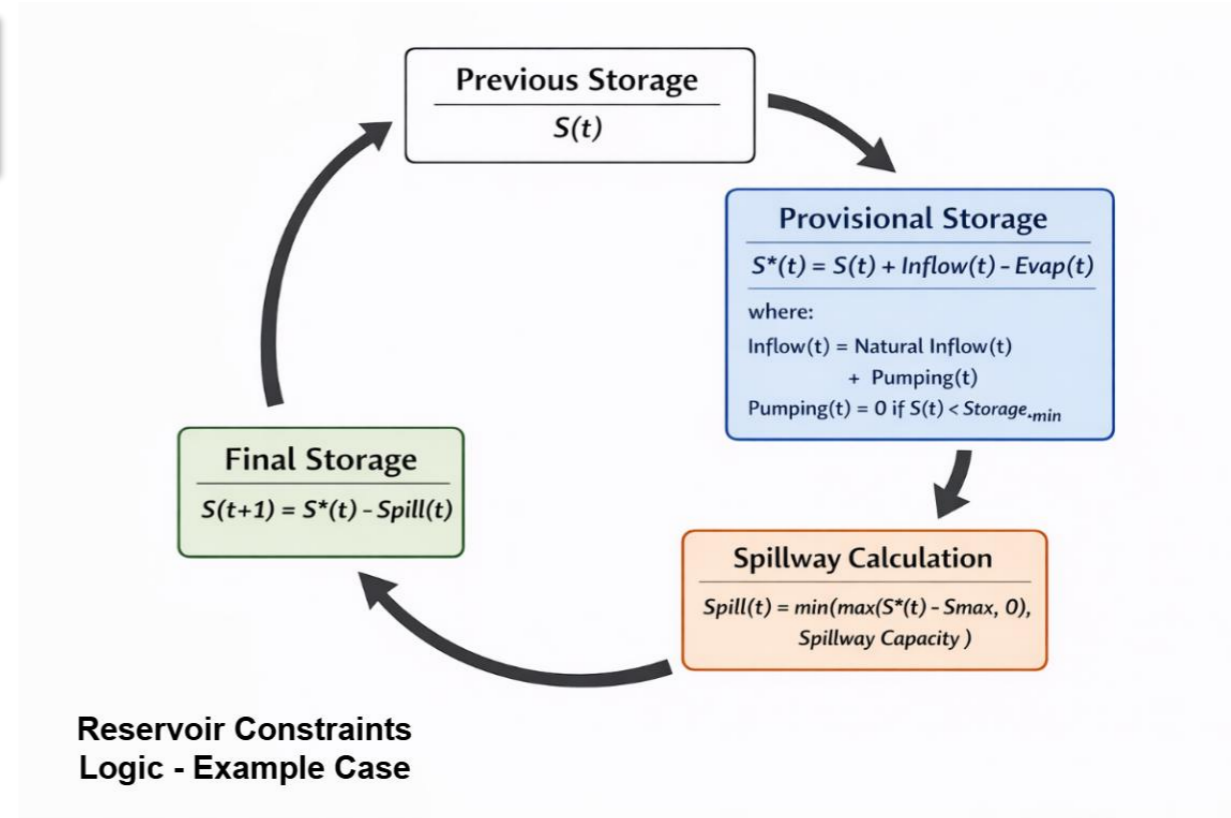 Previous Storage
S(t)
Provisional Storage
S*(t) = S(t) + Inflow(t) – Evap(t)
where:
Inflow(t) = Natural Inflow(t)
+ Pumping(t)
Pumping(t) = 0 if S(t) < Storage.min
Spillway Calculation
Spill(t) = min(max(S*(t) – Smax, 0),
Spillway Capacity )
Final Storage
S(t+1) = S*(t) – Spill(t)
Reservoir Constraints
Logic - Example Case